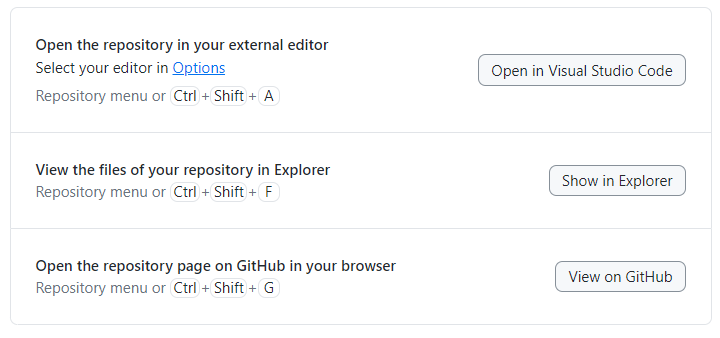 Open the repository in your external editor
Select your editor in Options
Open in Visual Studio Code
Repository menu or Ctrl+Shift+A
View the files of your repository in Explorer
Show in Explorer
Repository menu or Ctrl+Shift+F
Open the repository page on GitHub in your browser
View on GitHub
Repository menu or Ctrl+Shift+G